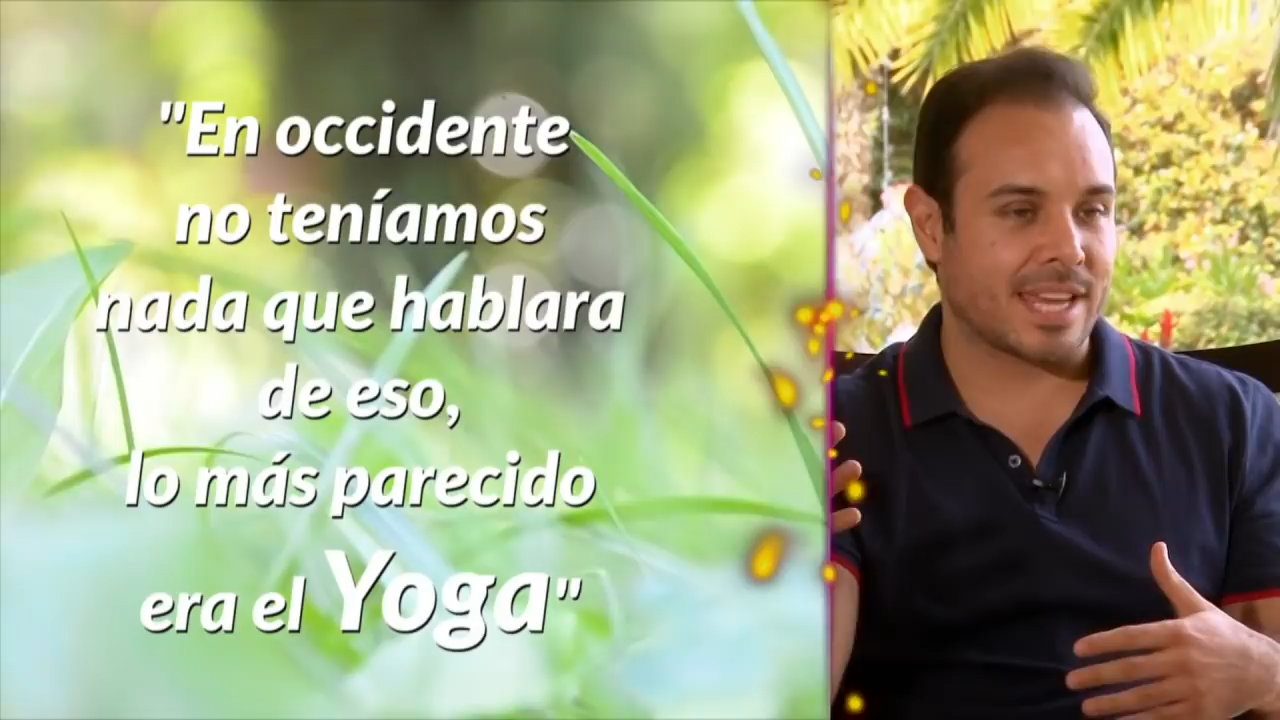 "En occidente
no teníamos
nada que hablara
de eso,
lo más parecido
era el Yoga"